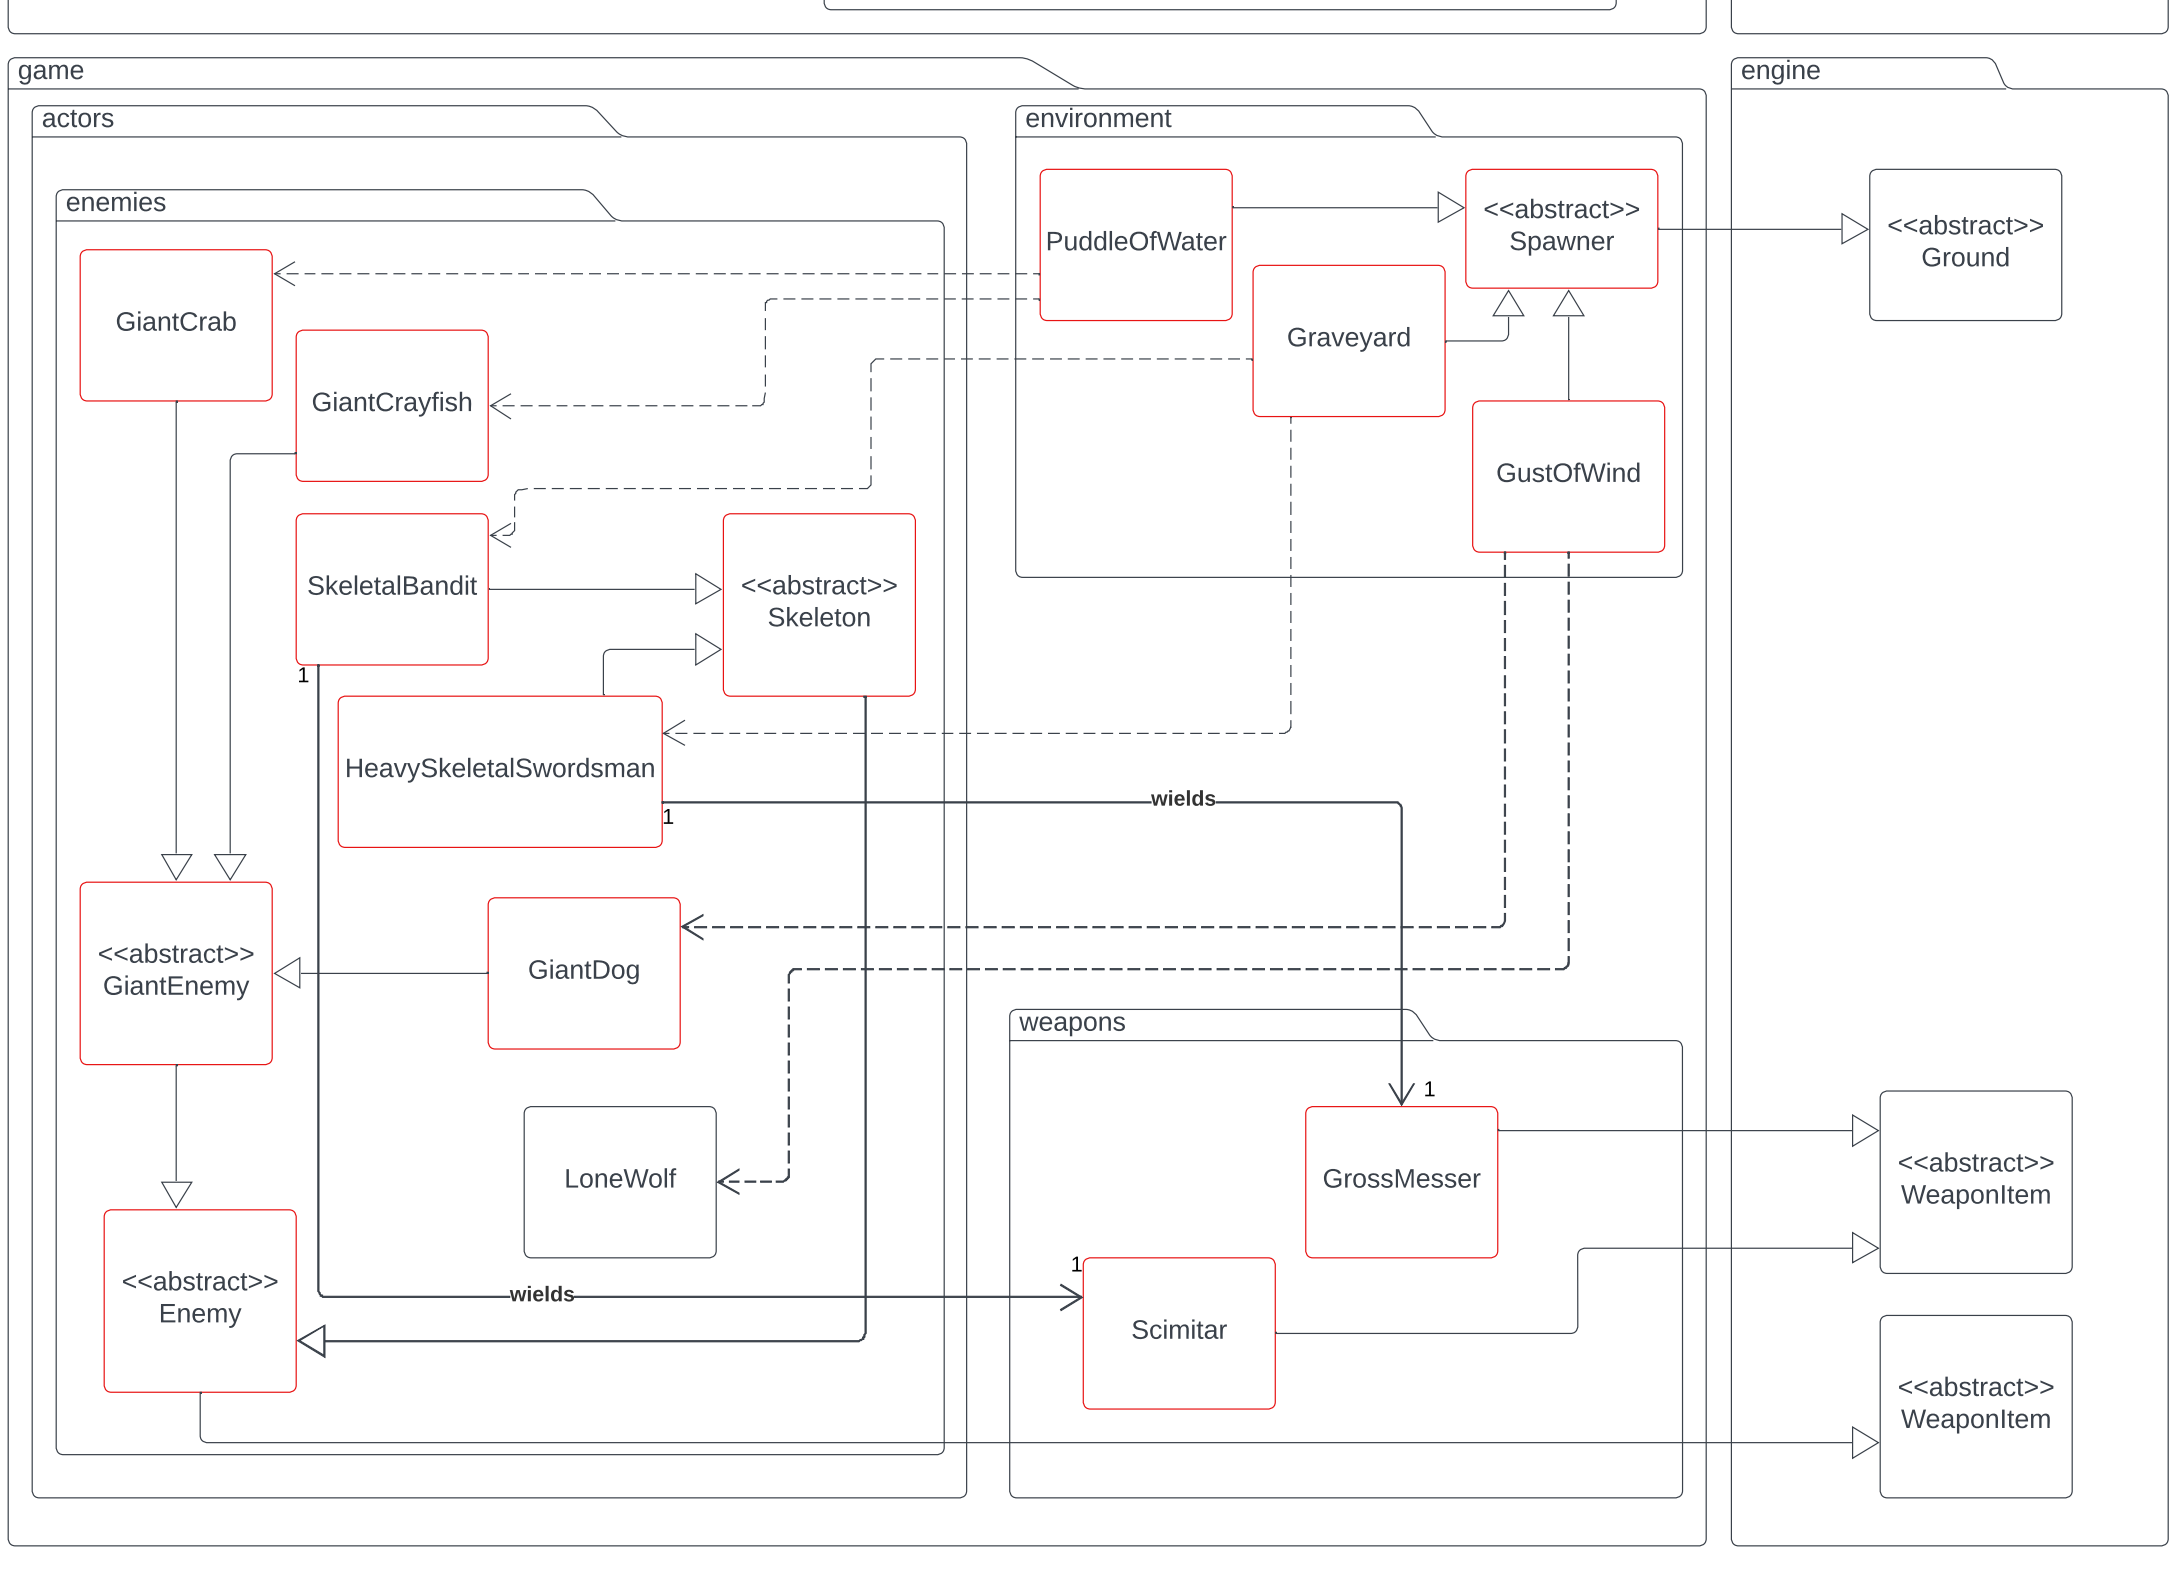 game
engine
actors
environment
enemies
PuddleOfWater
<<abstract>>
Spawner
<<abstract>>
Ground
GiantCrab
Graveyard
GiantCrayfish
GustOfWind
SkeletalBandit
<<abstract>>
Skeleton
1
HeavySkeletalSwordsman
wields
1
<<abstract>>
GiantEnemy
GiantDog
weapons
1
LoneWolf
GrossMesser
<<abstract>>
WeaponItem
1
<<abstract>>
Enemy
wields
Scimitar
<<abstract>>
WeaponItem